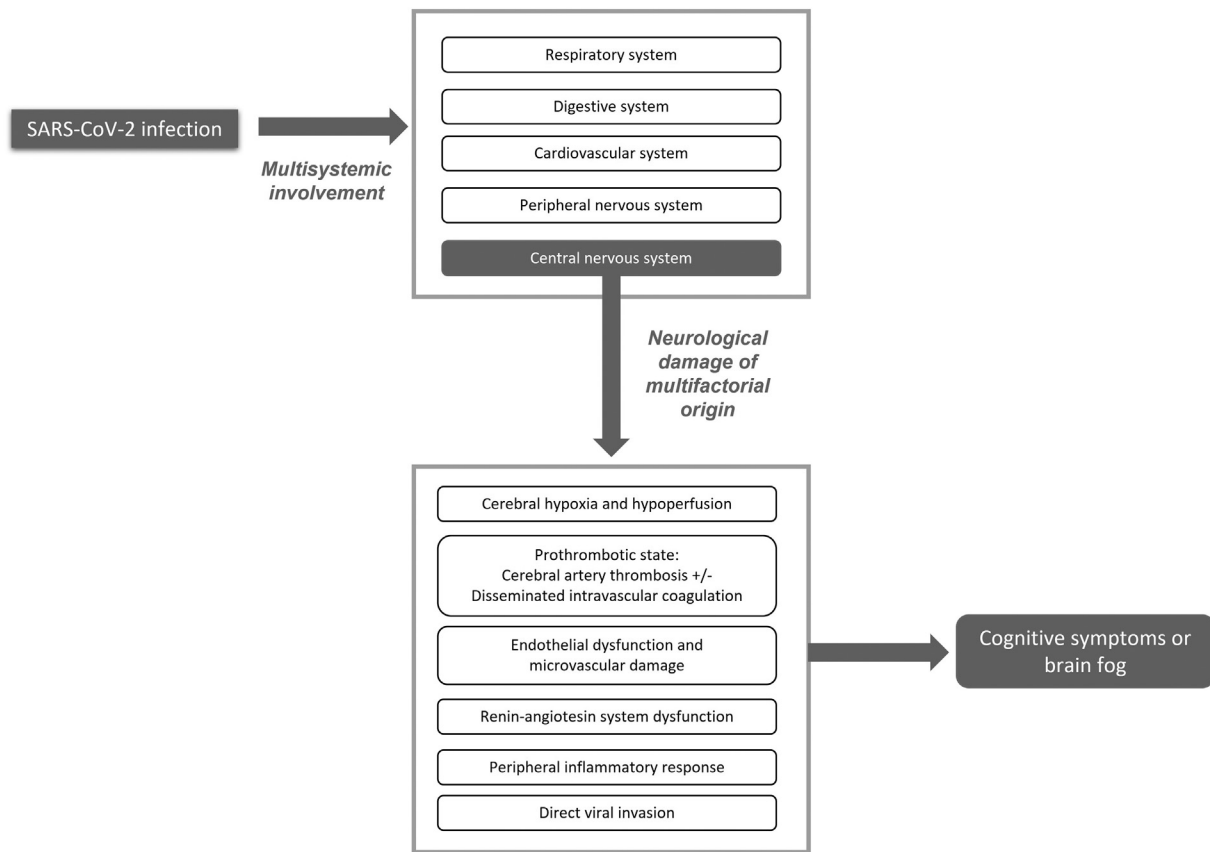 SARS-CoV-2 infection
Multisystemic
involvement
Respiratory system
Digestive system
Cardiovascular system
Peripheral nervous system
Central nervous system
Neurological
damage of
multifactorial
origin
Cerebral hypoxia and hypoperfusion
Prothrombotic state:
Cerebral artery thrombosis +/-
Disseminated intravascular coagulation
Endothelial dysfunction and
microvascular damage
Renin-angiotesin system dysfunction
Peripheral inflammatory response
Direct viral invasion
Cognitive symptoms or
brain fog